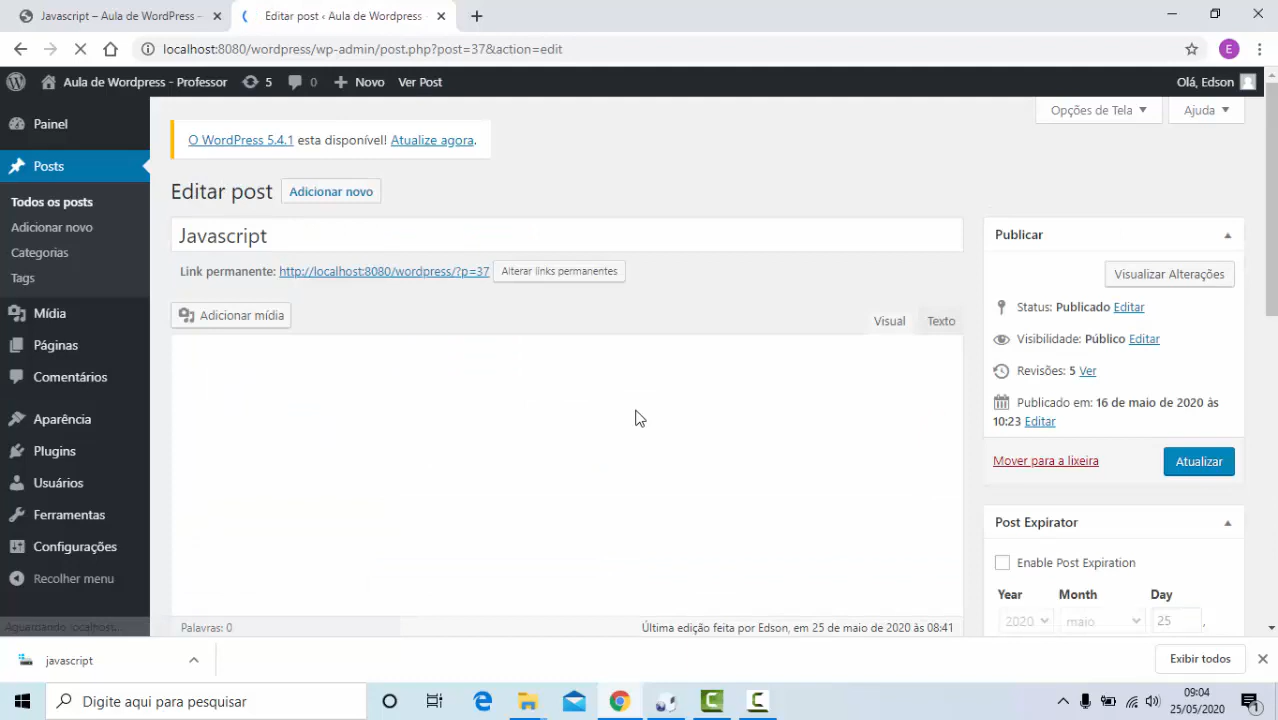 Javascript – Aula de WordPress –
Editar post ‹ Aula de Wordpress
localhost:8080/wordpress/wp-admin/post.php?post=37&action=edit
E
Aula de Wordpress - Professor
5
0
Novo
Ver Post
Olá, Edson
Opções de Tela
Ajuda
Painel
Posts
Todos os posts
Adicionar novo
Categorias
Tags
Mídia
Páginas
Comentários
Aparência
Plugins
Usuários
Ferramentas
Configurações
Recolher menu
Aguardando localhost...
O WordPress 5.4.1 esta disponível! Atualize agora.
Editar post
Adicionar novo
Javascript
Link permanente: http://localhost:8080/wordpress/?p=37 Alterar links permanentes
Adicionar mídia
Visual
Texto
Palavras: 0
Última edição feita por Edson, em 25 de maio de 2020 às 08:41
Publicar
Visualizar Alterações
Status: Publicado Editar
Visibilidade: Público Editar
Revisões: 5 Ver
Publicado em: 16 de maio de 2020 às
10:23 Editar
Mover para a lixeira
Atualizar
Post Expirator
Enable Post Expiration
Year Month Day
2020 maio 25 ,
javascript
Exibir todos
Digite aqui para pesquisar
09:04
25/05/2020
1